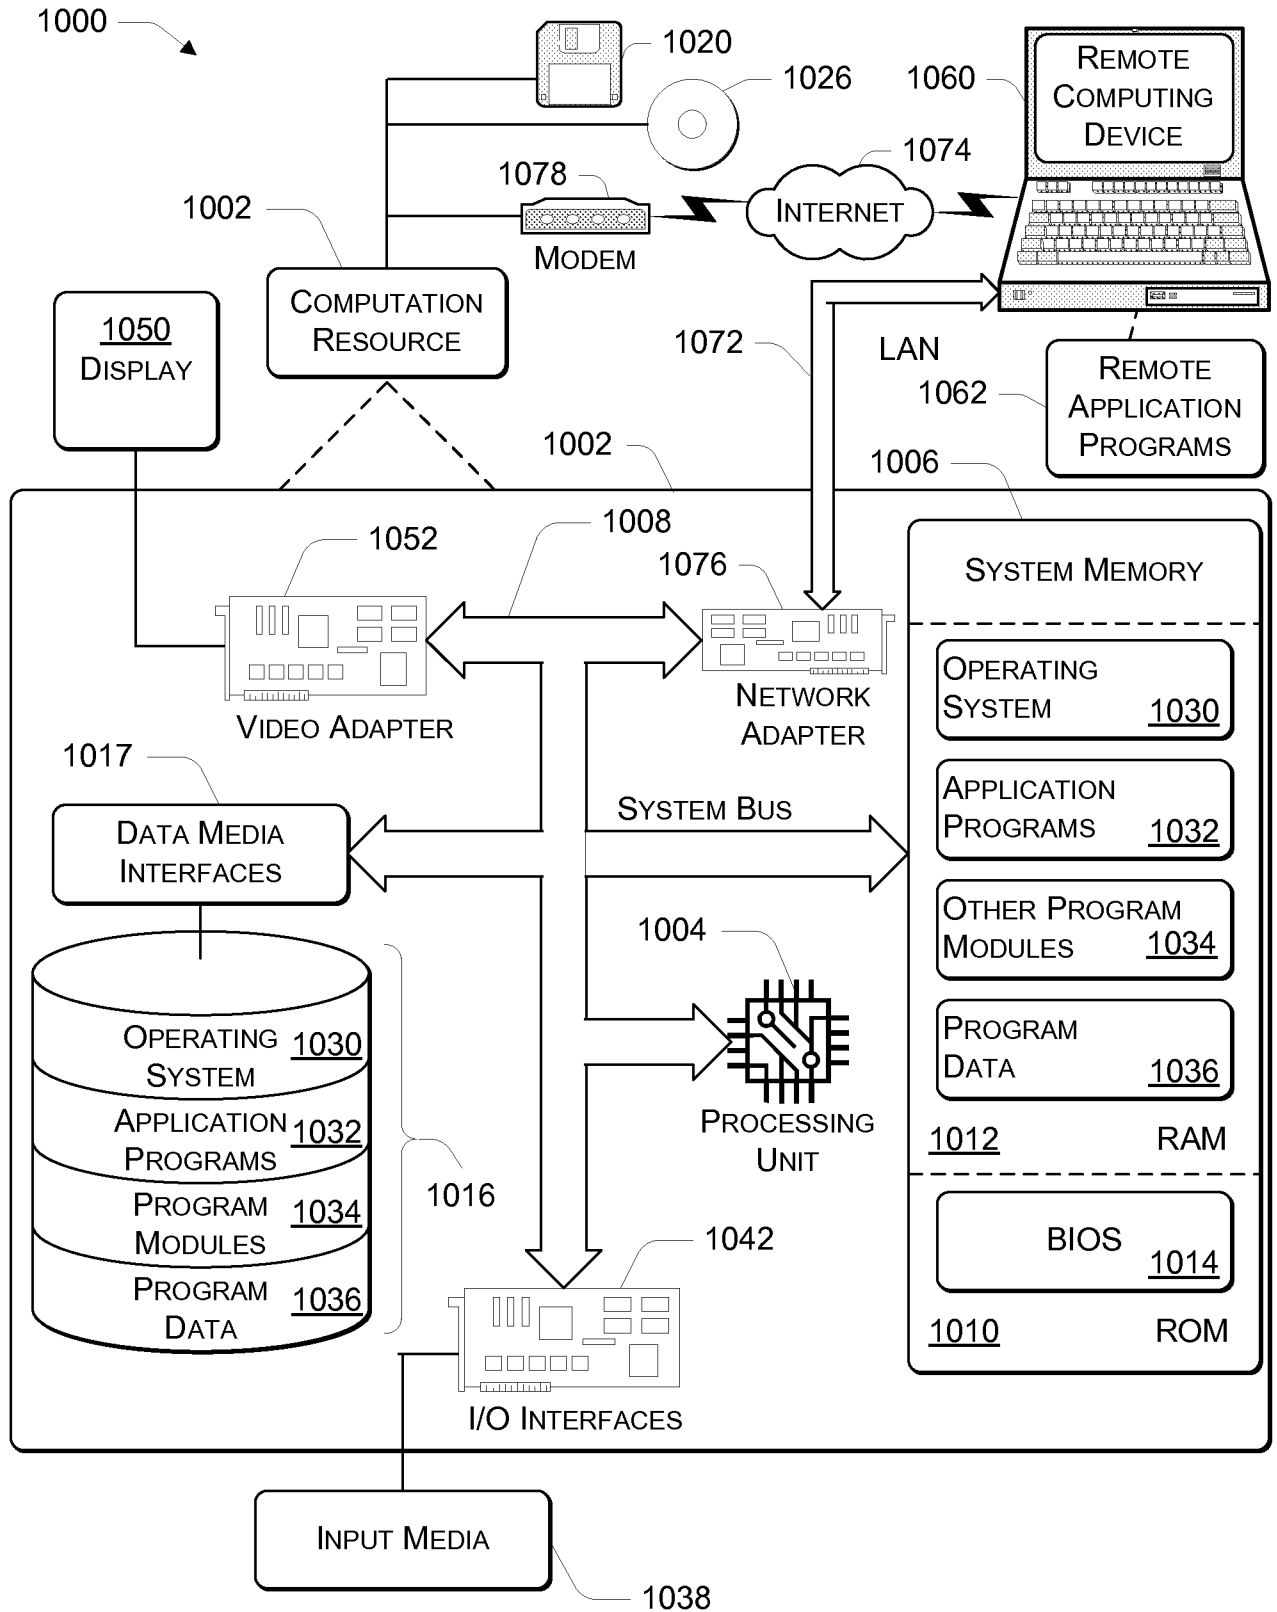 1000
1020
1026
1060
REMOTE
COMPUTING
DEVICE
1074
1078
INTERNET
MODEM
1002
COMPUTATION
RESOURCE
1050
DISPLAY
1072
LAN
1062
REMOTE
APPLICATION
PROGRAMS
1002
1006
1052
1008
1076
SYSTEM MEMORY
VIDEO ADAPTER
NETWORK
ADAPTER
OPERATING
SYSTEM
1030
1017
DATA MEDIA
INTERFACES
SYSTEM BUS
APPLICATION
PROGRAMS
1032
OTHER PROGRAM
MODULES
1034
1004
PROCESSING
UNIT
PROGRAM
DATA
1036
1012
RAM
OPERATING
SYSTEM
1030
APPLICATION
PROGRAMS
1032
PROGRAM
MODULES
1034
PROGRAM
DATA
1036
1016
1042
BIOS
1014
1010
ROM
I/O INTERFACES
INPUT MEDIA
1038